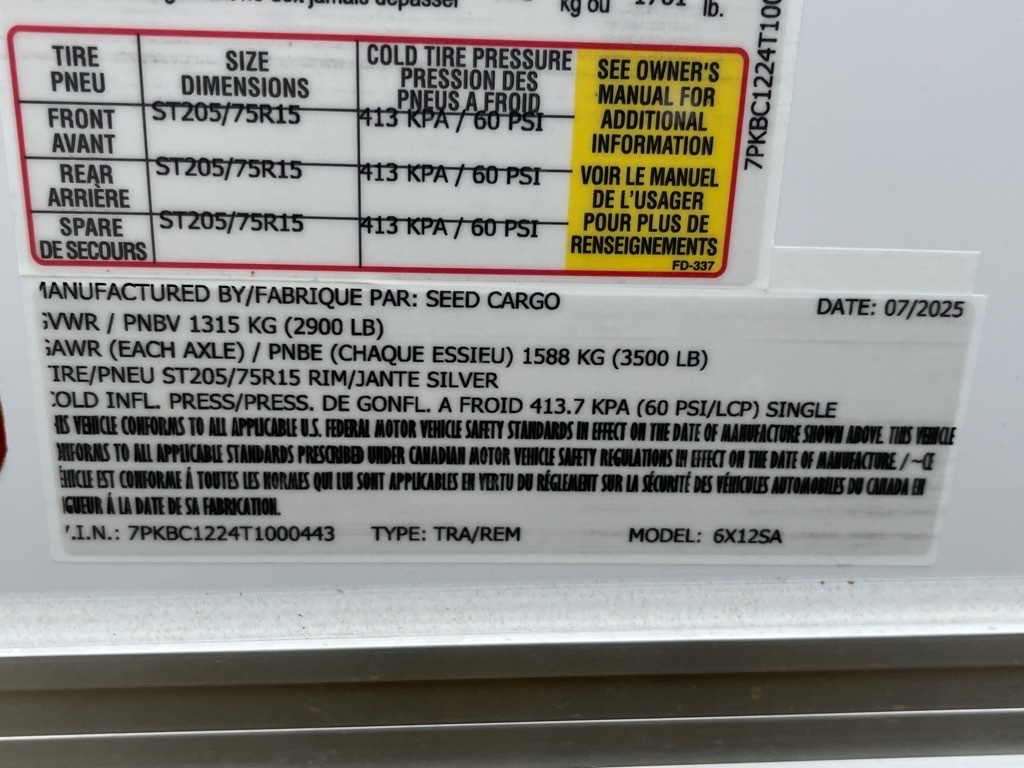 ne doit jamais dépasser
kg ou 1781 lb.
TIRE PNEU
SIZE DIMENSIONS
COLD TIRE PRESSURE PRESSION DES PNEUS A FROID
FRONT AVANT
ST205/75R15
413 KPA / 60 PSI
REAR ARRIÈRE
ST205/75R15
413 KPA / 60 PSI
SPARE DE SECOURS
ST205/75R15
413 KPA / 60 PSI
SEE OWNER'S
MANUAL FOR
ADDITIONAL
INFORMATION
VOIR LE MANUEL
DE L'USAGER
POUR PLUS DE
RENSEIGNEMENTS
FD-337
7PKBC1224T100
MANUFACTURED BY/FABRIQUE PAR: SEED CARGO DATE: 07/2025
GVWR / PNBV 1315 KG (2900 LB)
GAWR (EACH AXLE) / PNBE (CHAQUE ESSIEU) 1588 KG (3500 LB)
TIRE/PNEU ST205/75R15 RIM/JANTE SILVER
COLD INFL. PRESS/PRESS. DE GONFL. A FROID 413.7 KPA (60 PSI/LCP) SINGLE
THIS VEHICLE CONFORMS TO ALL APPLICABLE U.S. FEDERAL MOTOR VEHICLE SAFETY STANDARDS IN EFFECT ON THE DATE OF MANUFACTURE SHOWN ABOVE. THIS VEHICLE
CONFORMS TO ALL APPLICABLE STANDARDS PRESCRIBED UNDER CANADIAN MOTOR VEHICLE SAFETY REGULATIONS IN EFFECT ON THE DATE OF MANUFACTURE. / ~CE
VÉHICLE EST CONFORME À TOUTES LES NORMES QUI LUI SONT APPLICABLES EN VERTU DU RÉGLEMENT SUR LA SÉCURITÉ DES VÉHICULES AUTOMOBILES DU CANADA EN
VIGUEUR Á LA DATE DE SA FABRICATION.
V.I.N.: 7PKBC1224T1000443 TYPE: TRA/REM MODEL: 6X12SA